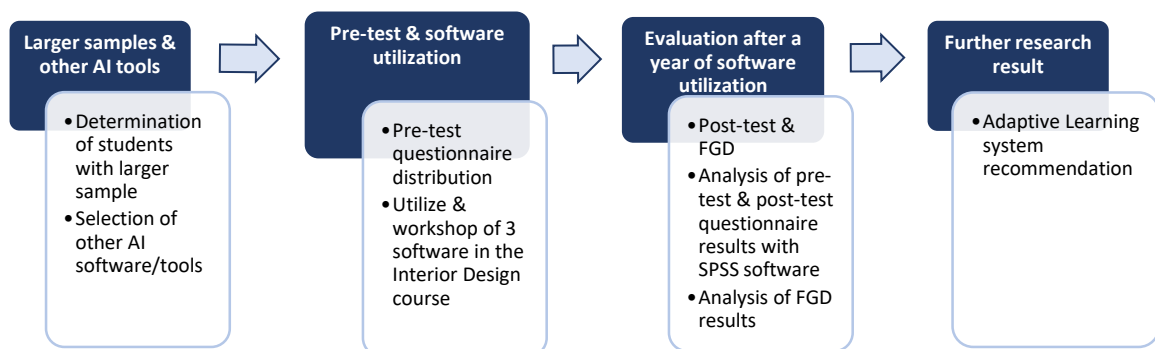 Larger samples &
other AI tools
•Determination
of students
with larger
sample
•Selection of
other AI
software/tools
Pre-test & software
utilization
•Pre-test
questionnaire
distribution
•Utilize &
workshop of 3
software in the
Interior Design
course
Evaluation after a
year of software
utilization
•Post-test &
FGD
•Analysis of pre-
test & post-test
questionnaire
results with
SPSS software
•Analysis of FGD
results
Further research
result
•Adaptive Learning
system
recommendation